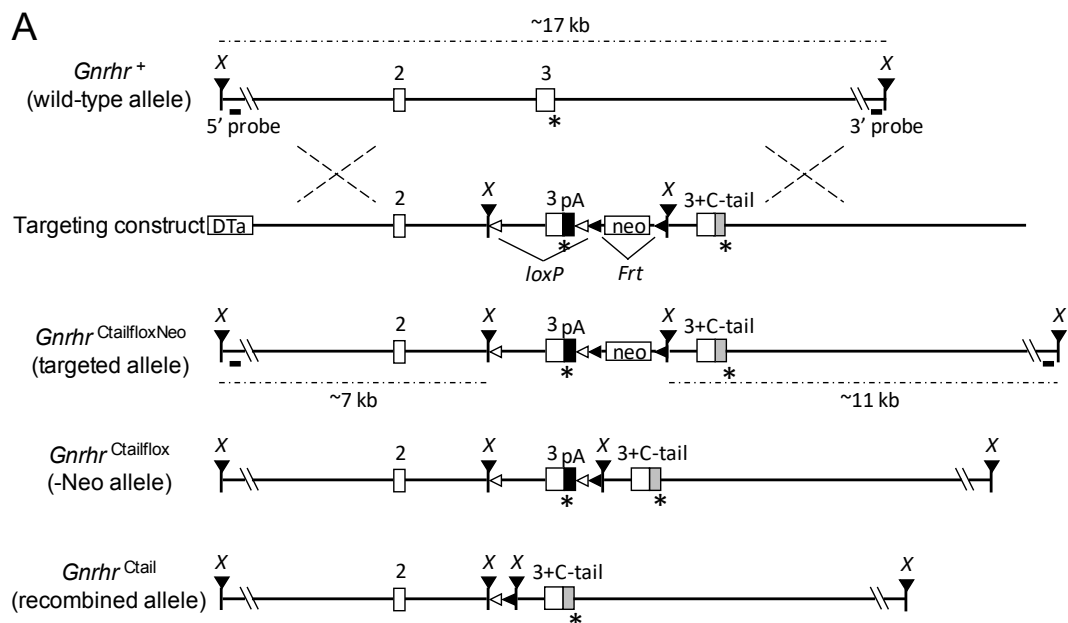 A
~17 kb
X X
Gnrhr + 2 3
(wild-type allele)
*
5' probe 3' probe
X X
Targeting construct DTa 2 3 pA neo 3+C-tail
* *
loxP Frt
X X X X
Gnrhr CtailfloxNeo 2 3 pA neo 3+C-tail
(targeted allele)
* *
~7 kb ~11 kb
X X X X
Gnrhr Ctailflox 2 3 pA 3+C-tail
(-Neo allele)
* *
X X X X
Gnrhr Ctail 2 3+C-tail
(recombined allele)
*